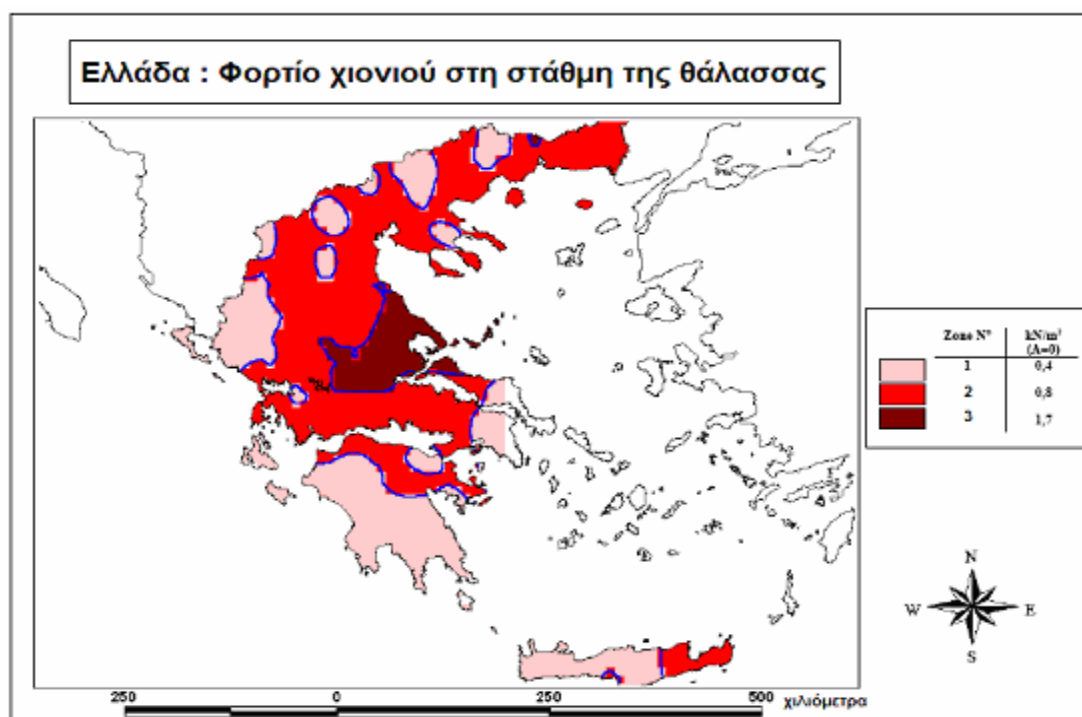 Ελλάδα : Φορτίο χιονιού στη στάθμη της θάλασσας
Zone N° kN/m² (A=0)
1 0,4
2 0,8
3 1,7
N
W E
S
250 0 250 500 χιλιόμετρα